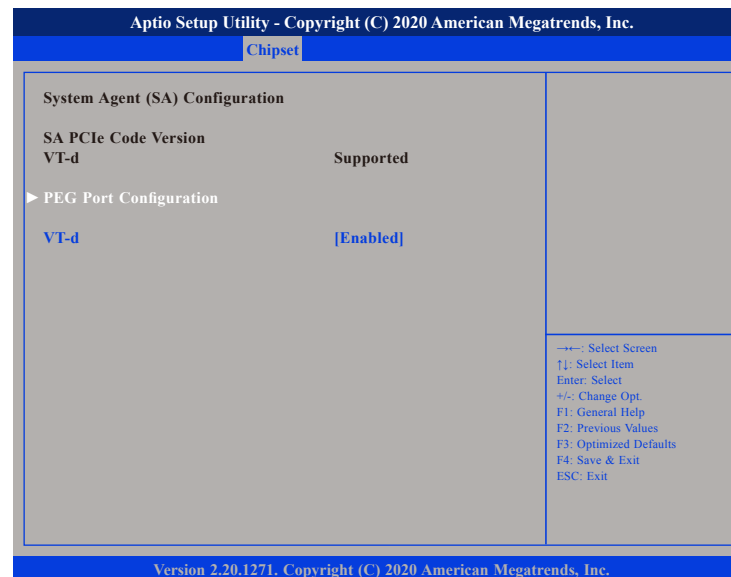 Aptio Setup Utility - Copyright (C) 2020 American Megatrends, Inc.
Chipset
System Agent (SA) Configuration
SA PCIe Code Version
VT-d Supported
► PEG Port Configuration
VT-d [Enabled]
→←: Select Screen
↑↓: Select Item
Enter: Select
+/-: Change Opt.
F1: General Help
F2: Previous Values
F3: Optimized Defaults
F4: Save & Exit
ESC: Exit
Version 2.20.1271. Copyright (C) 2020 American Megatrends, Inc.